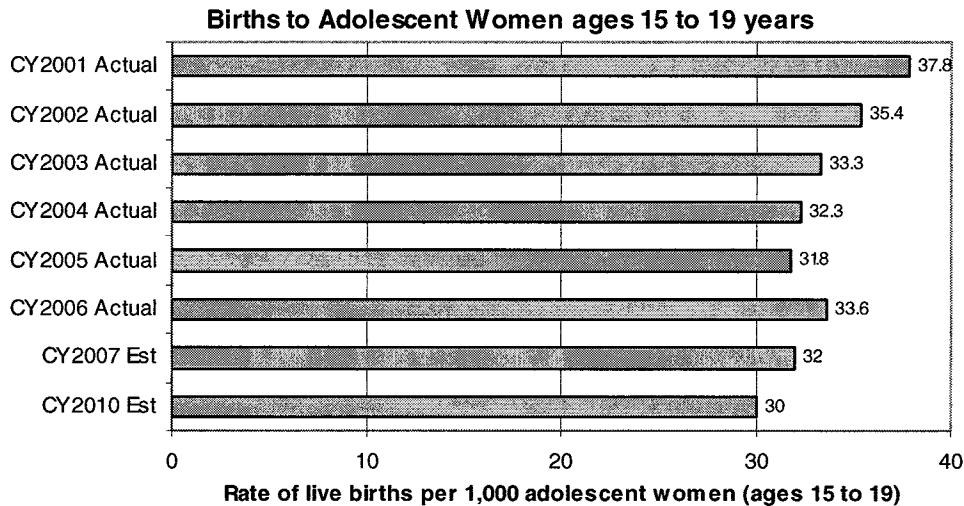 Births to Adolescent Women ages 15 to 19 years
CY2001 Actual 37.8
CY2002 Actual 35.4
CY2003 Actual 33.3
CY2004 Actual 32.3
CY2005 Actual 31.8
CY2006 Actual 33.6
CY2007 Est 32
CY2010 Est 30
0 10 20 30 40
Rate of live births per 1,000 adolescent women (ages 15 to 19)